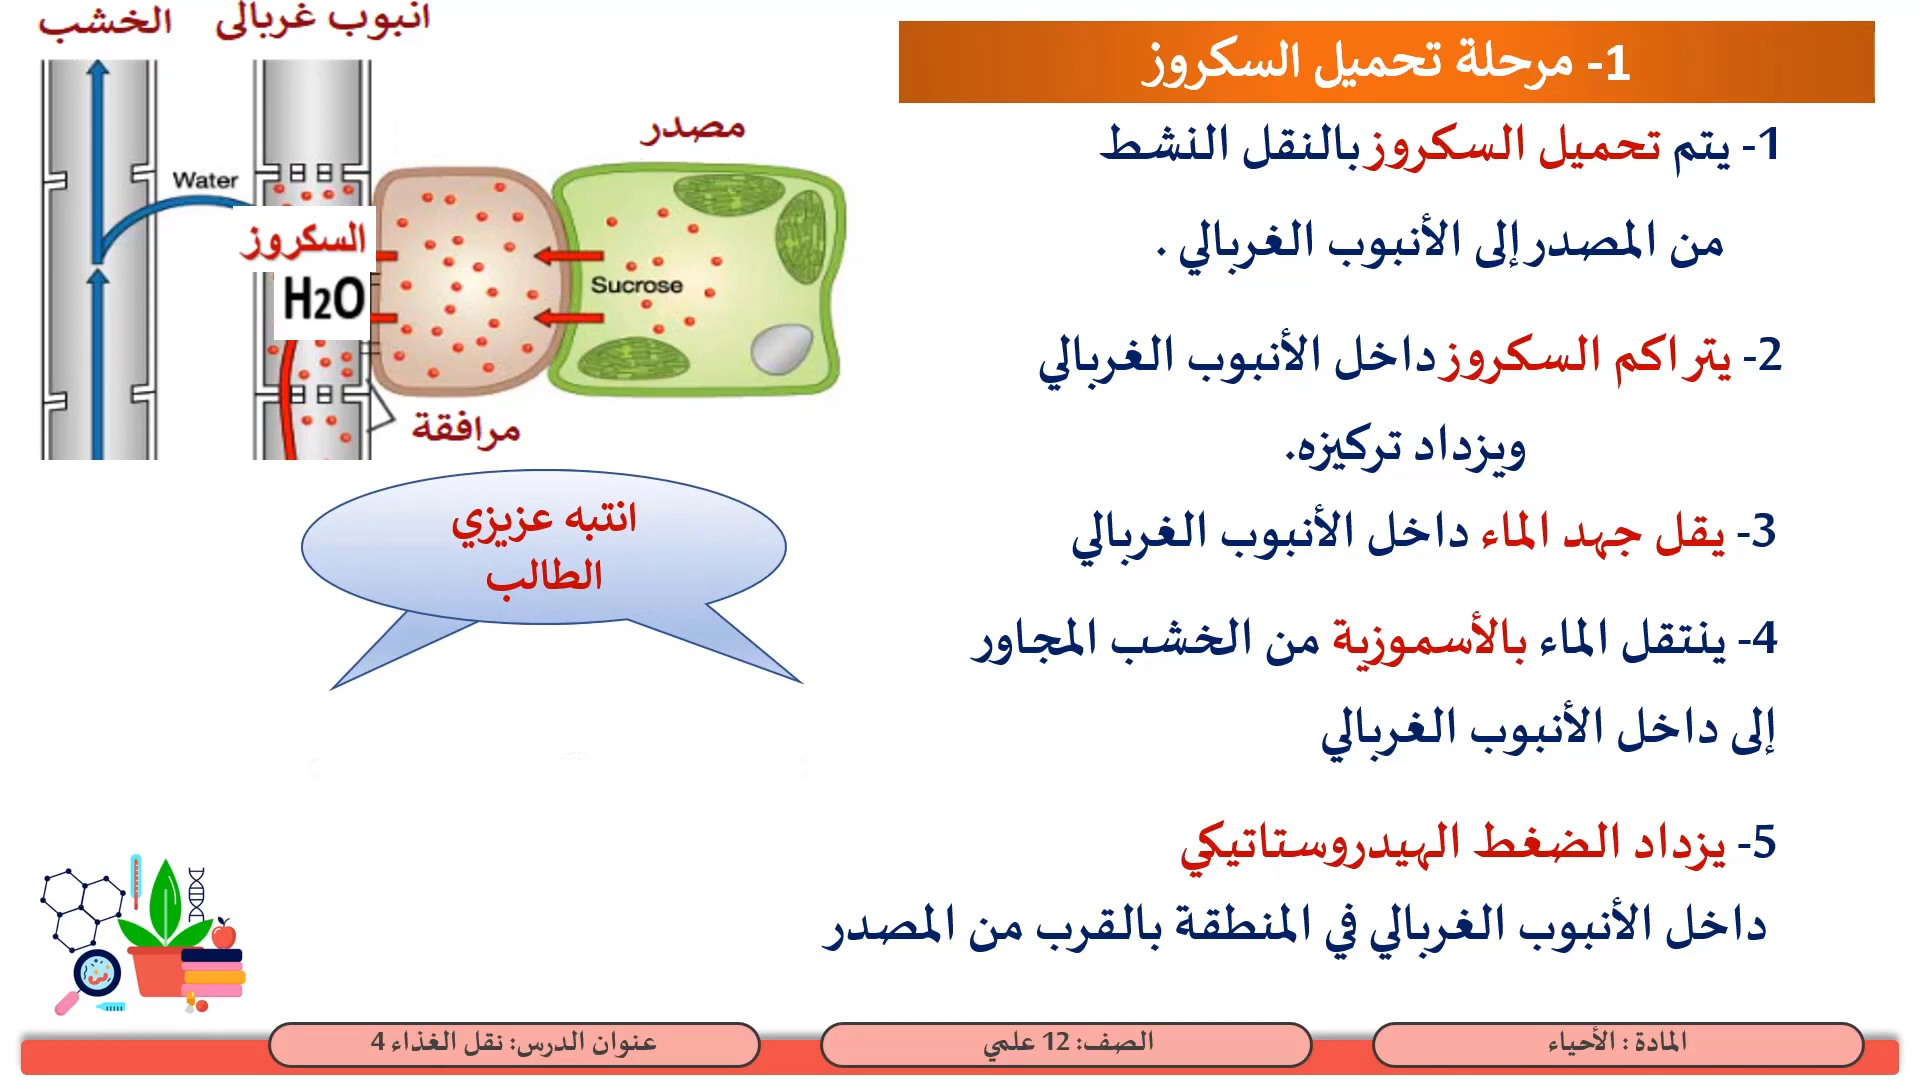 1- مرحلة تحميل السكروز
1- يتم تحميل السكروز بالنقل النشط
من المصدر إلى الأنبوب الغربالي .
2- يتراكم السكروز داخل الأنبوب الغربالي
ويزداد تركيزه.
3- يقل جهد الماء داخل الأنبوب الغربالي
4- ينتقل الماء بالأسموزية من الخشب المجاور
إلى داخل الأنبوب الغربالي
5- يزداد الضغط الهيدروستاتيكي
داخل الأنبوب الغربالي في المنطقة بالقرب من المصدر
انبوب غربالى
الخشب
مصدر
Water
السكروز
Sucrose
H2O
مرافقة
انتبه عزيزي
الطالب
المادة : الأحياء
الصف: 12 علمي
عنوان الدرس: نقل الغذاء 4